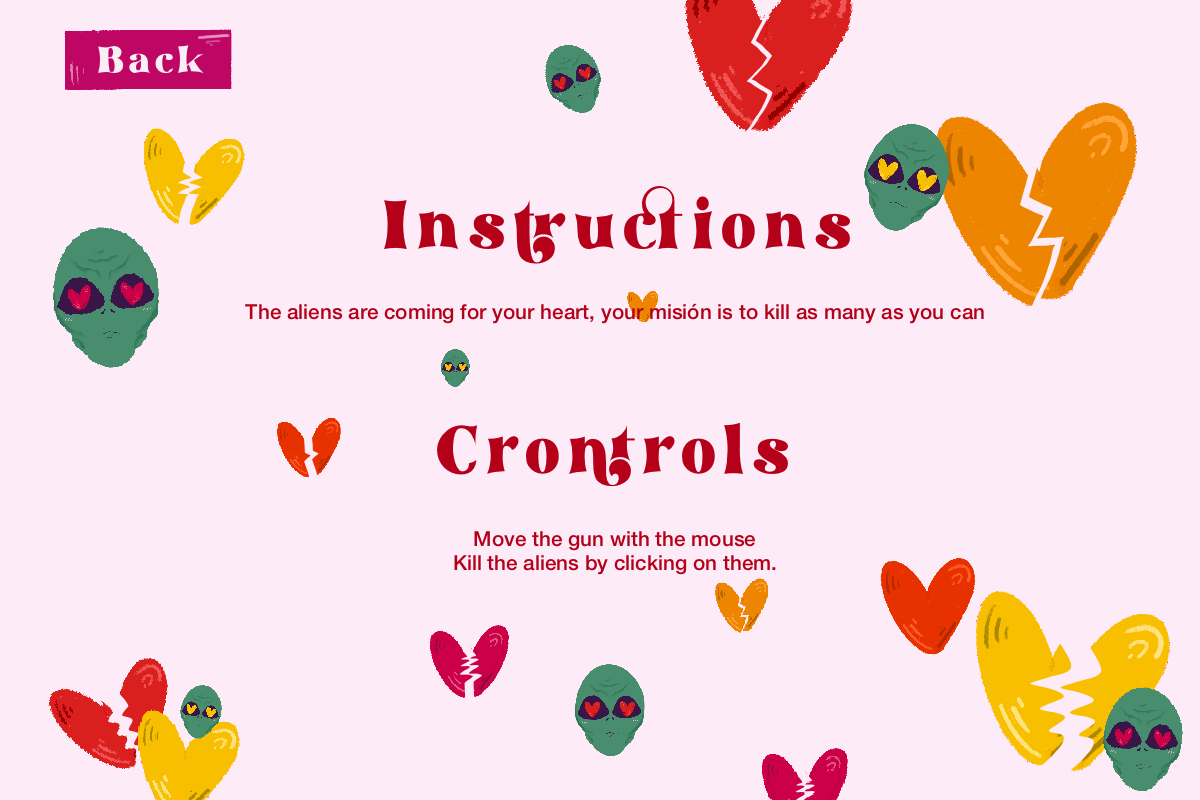 Back
Instructions
The aliens are coming for your heart, your misión is to kill as many as you can
Crontrols
Move the gun with the mouse
Kill the aliens by clicking on them.